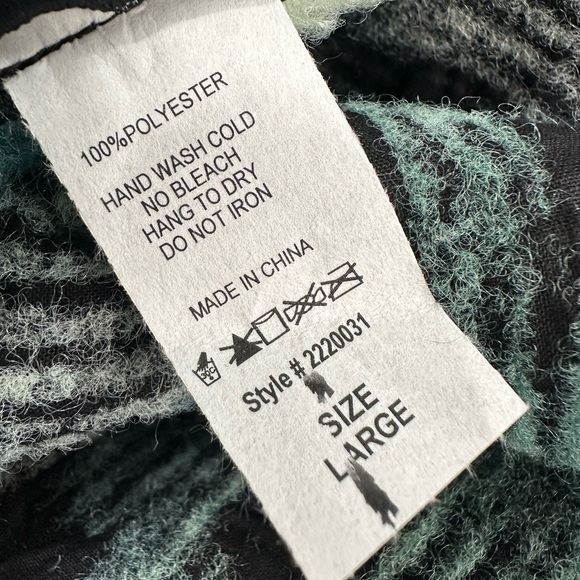 100%POLYESTER
HAND WASH COLD
NO BLEACH
HANG TO DRY
DO NOT IRON
MADE IN CHINA
Style # 2220031
SIZE
LARGE